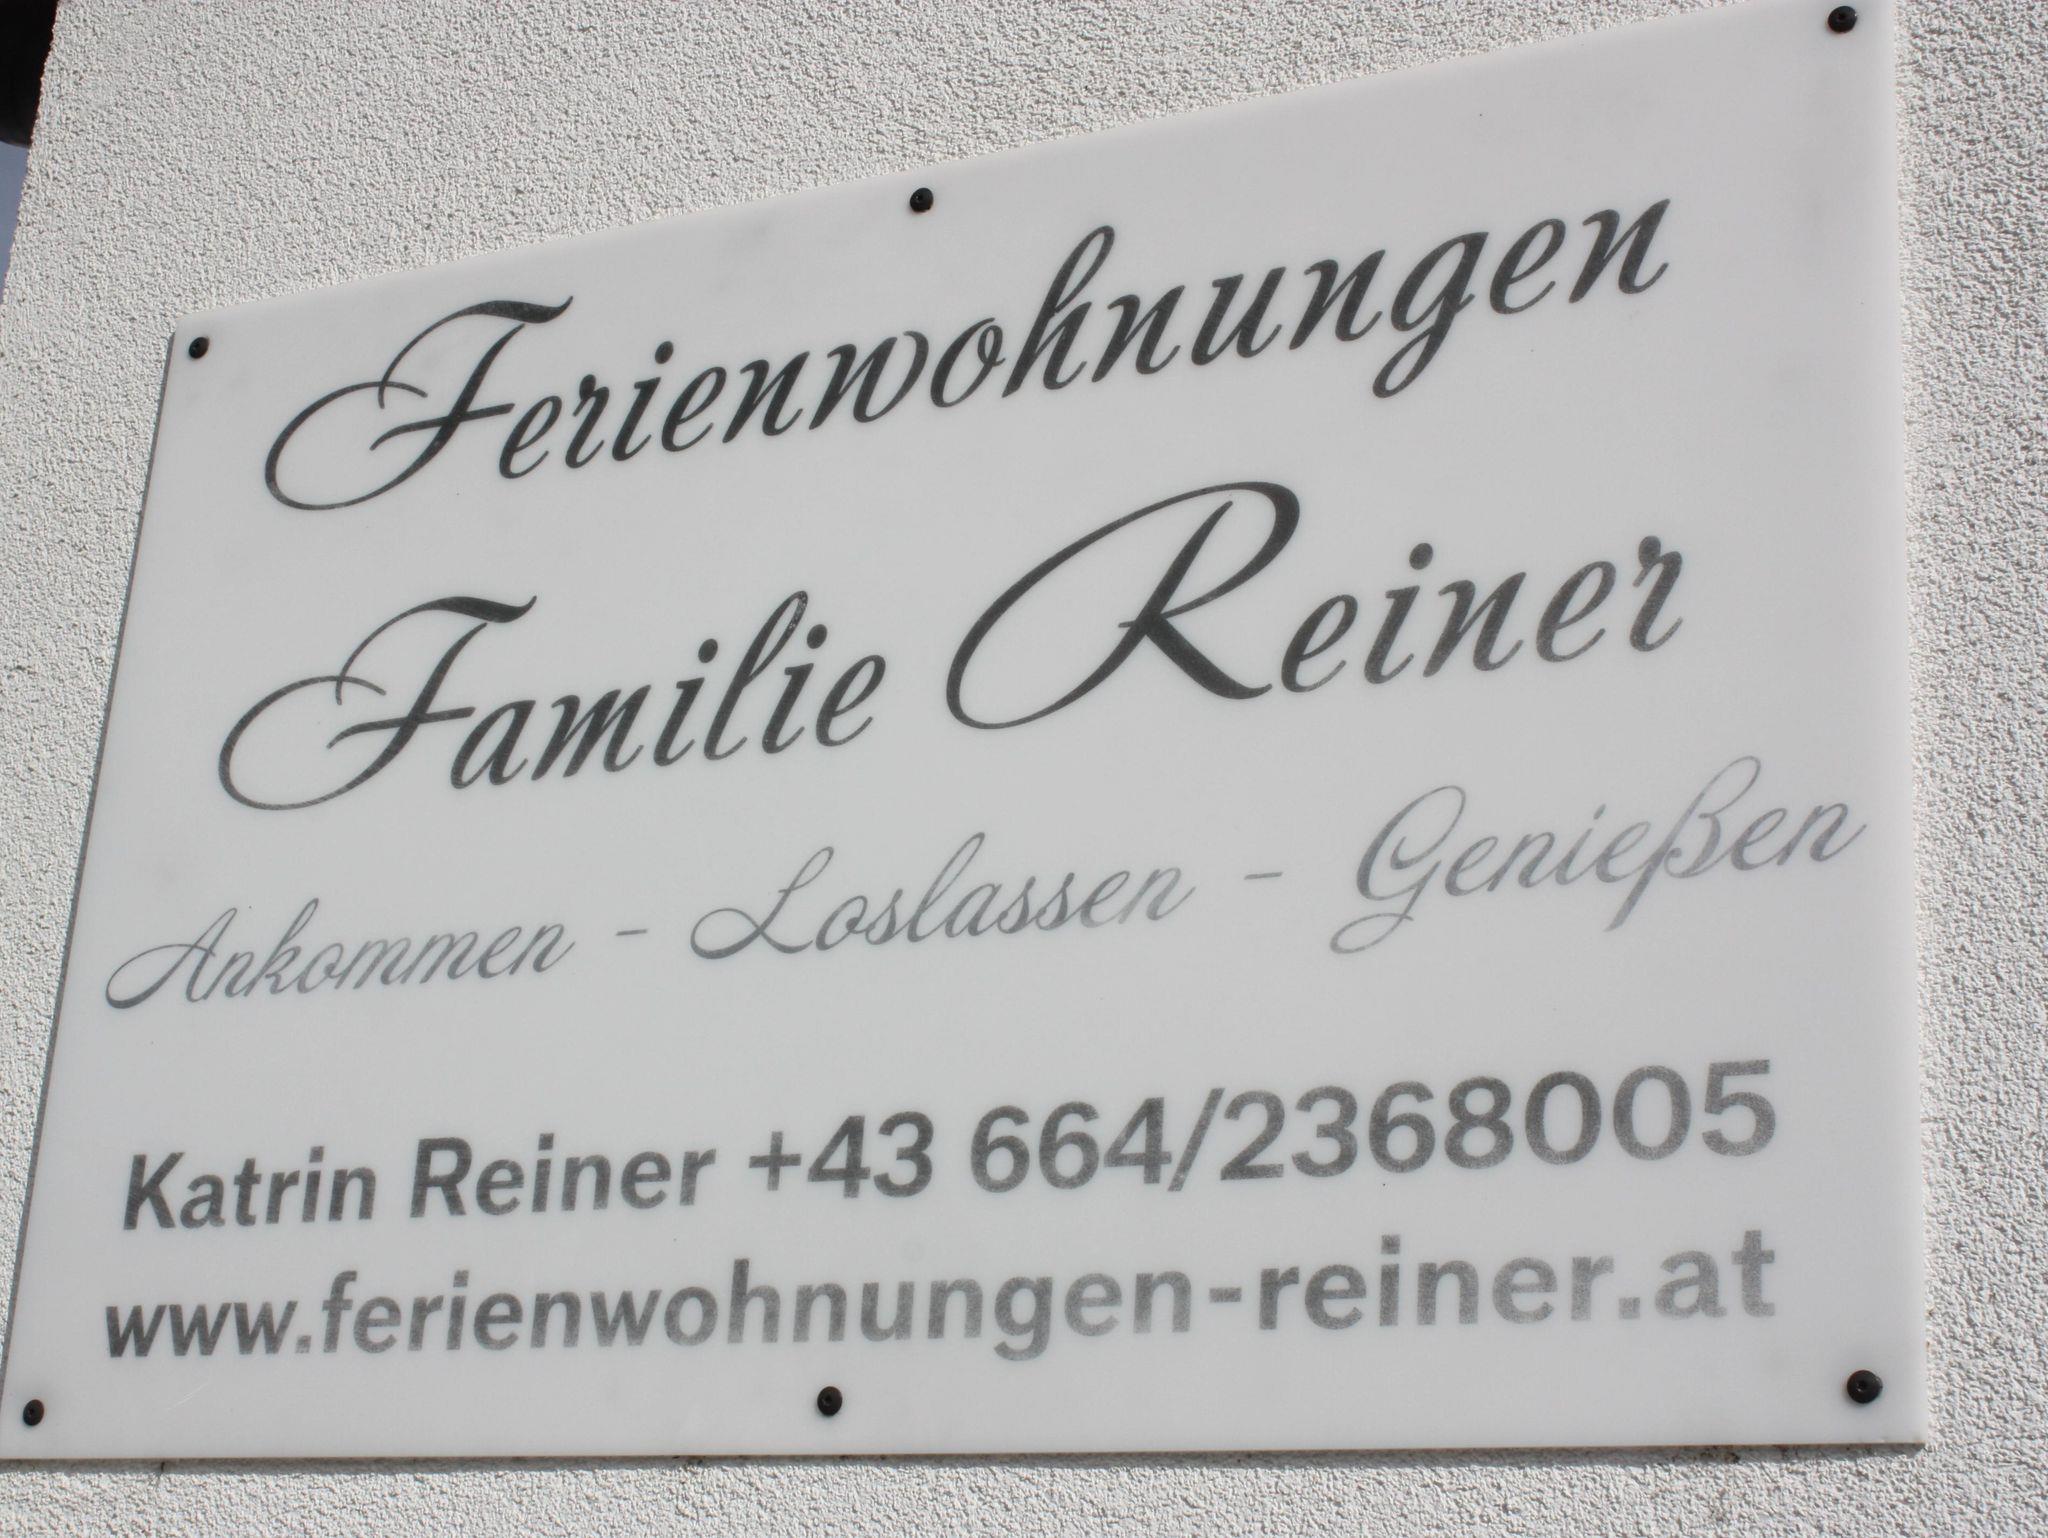 Ferienwohnungen
Familie Reiner
Ankommen - Loslassen - Genießen
Katrin Reiner +43 664/2368005
www.ferienwohnungen-reiner.at